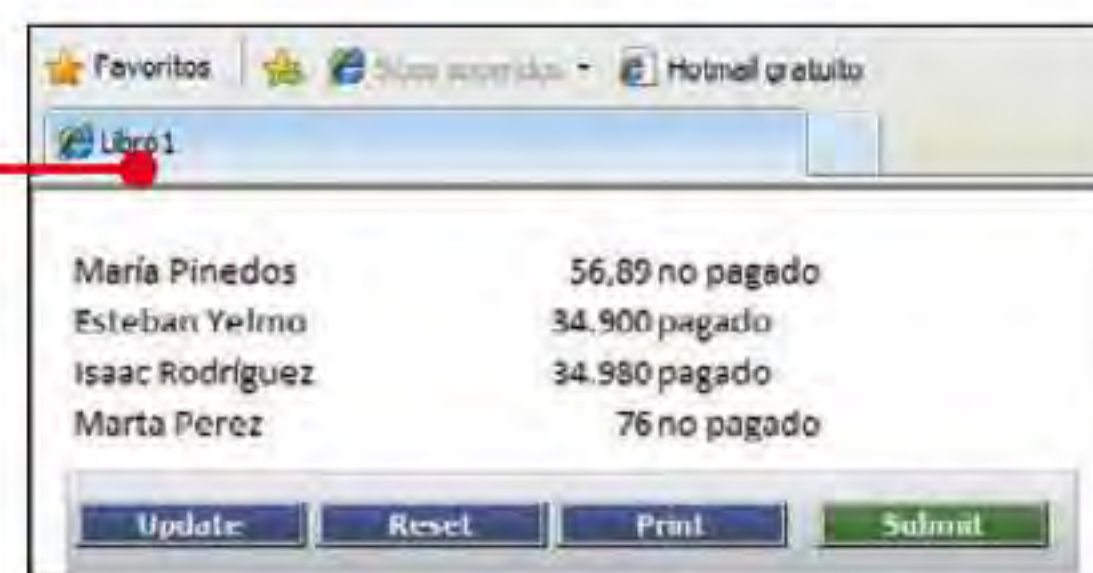 Favoritos Hotmail gratuito
Libro 1
María Pinedos 56,89 no pagado
Esteban Yelmo 34.900 pagado
Isaac Rodríguez 34.980 pagado
Marta Perez 76 no pagado
Update Reset Print Submit